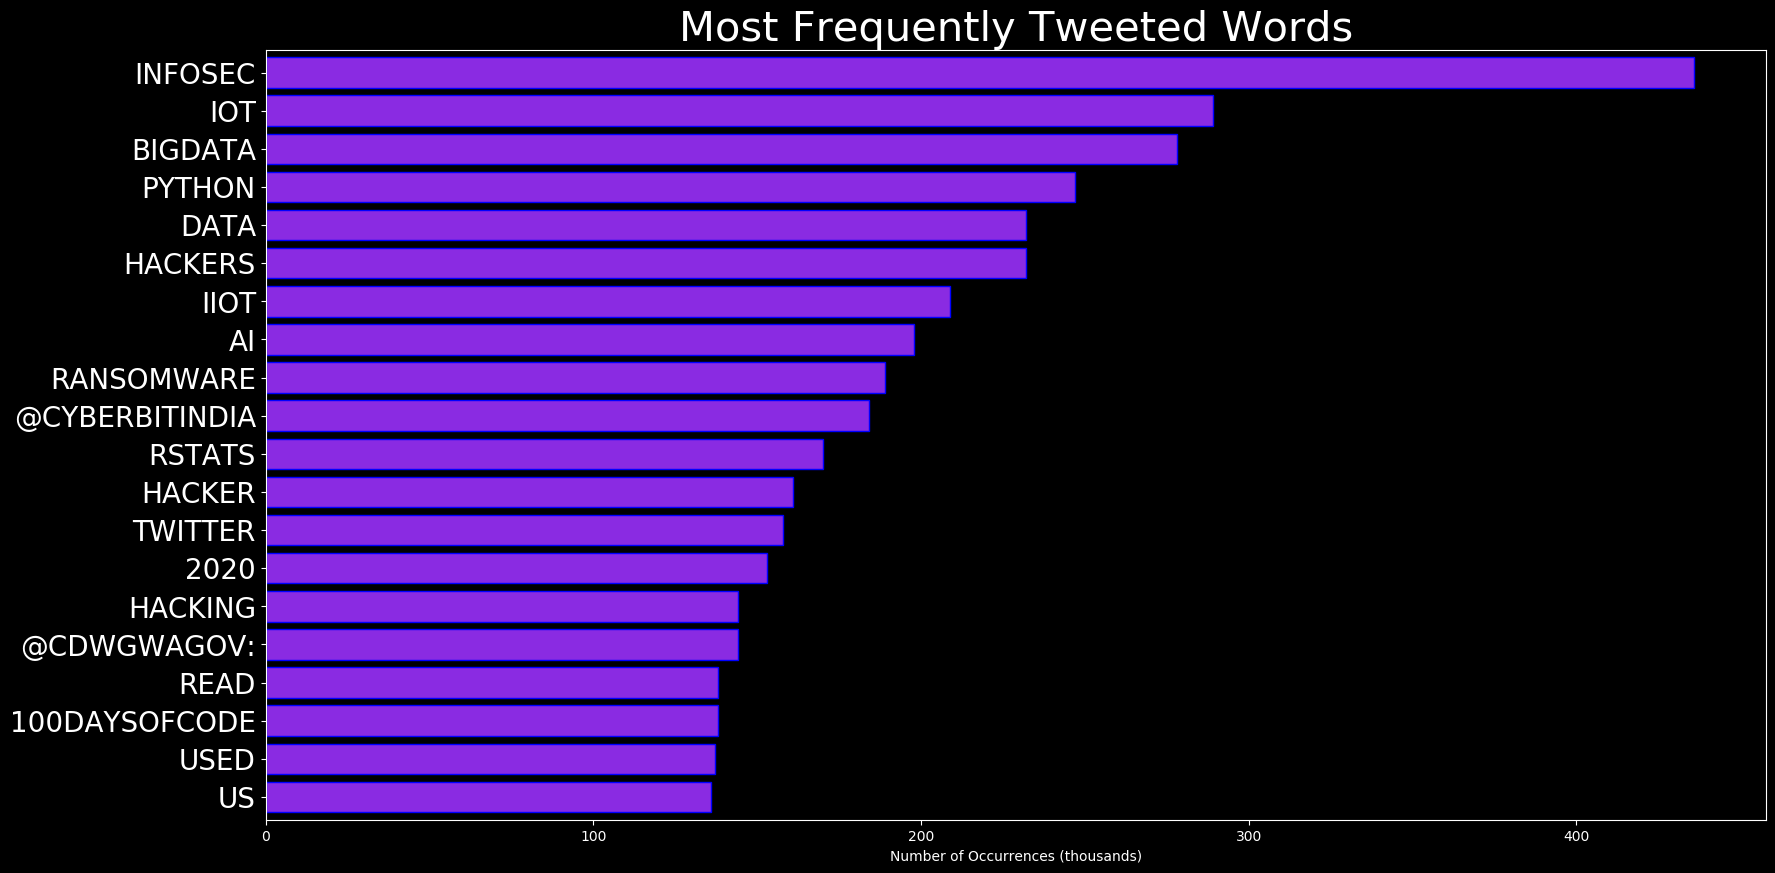 Most Frequently Tweeted Words
INFOSEC
IOT
BIGDATA
PYTHON
DATA
HACKERS
IIOT
AI
RANSOMWARE
@CYBERBITINDIA
RSTATS
HACKER
TWITTER
2020
HACKING
@CDWGWAGOV:
READ
100DAYSOFCODE
USED
US
0 100 200 300 400
Number of Occurrences (thousands)